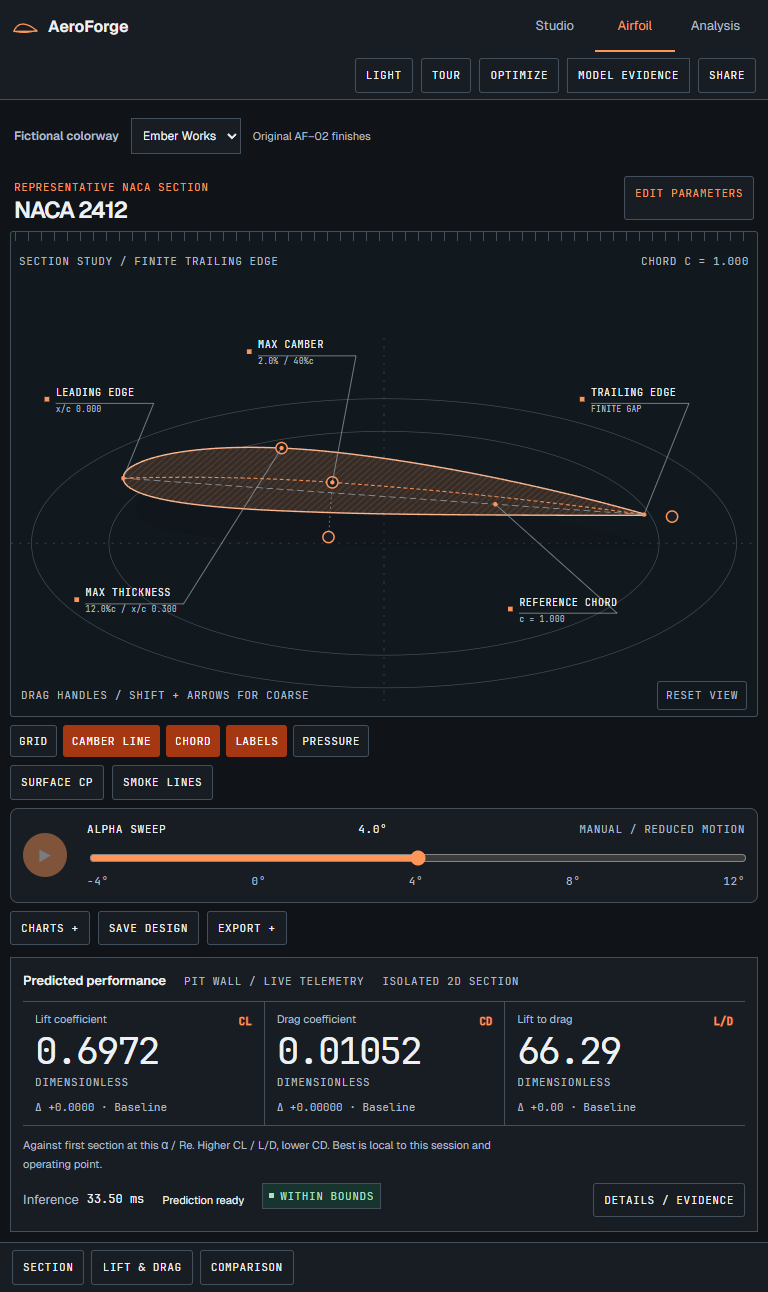 AeroForge
Studio
Airfoil
Analysis
LIGHT
TOUR
OPTIMIZE
MODEL EVIDENCE
SHARE
Fictional colorway
Ember Works
Original AF–02 finishes
REPRESENTATIVE NACA SECTION
NACA 2412
EDIT PARAMETERS
SECTION STUDY / FINITE TRAILING EDGE
CHORD C = 1.000
MAX CAMBER
2.0% / 40%c
LEADING EDGE
x/c 0.000
TRAILING EDGE
FINITE GAP
MAX THICKNESS
12.0%c / x/c 0.300
REFERENCE CHORD
c = 1.000
DRAG HANDLES / SHIFT + ARROWS FOR COARSE
RESET VIEW
GRID
CAMBER LINE
CHORD
LABELS
PRESSURE
SURFACE CP
SMOKE LINES
ALPHA SWEEP
4.0°
MANUAL / REDUCED MOTION
-4°
0°
4°
8°
12°
CHARTS +
SAVE DESIGN
EXPORT +
Predicted performance
PIT WALL / LIVE TELEMETRY
ISOLATED 2D SECTION
Lift coefficient
CL
0.6972
DIMENSIONLESS
Δ +0.0000 · Baseline
Drag coefficient
CD
0.01052
DIMENSIONLESS
Δ +0.00000 · Baseline
Lift to drag
L/D
66.29
DIMENSIONLESS
Δ +0.00 · Baseline
Against first section at this α / Re. Higher CL / L/D, lower CD. Best is local to this session and
operating point.
Inference 33.50 ms
Prediction ready
WITHIN BOUNDS
DETAILS / EVIDENCE
SECTION
LIFT & DRAG
COMPARISON